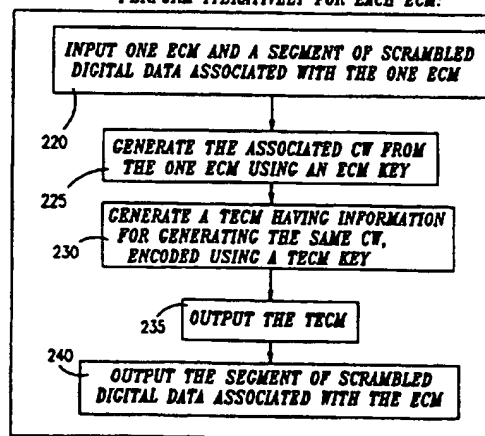 PERFORM ITERATIVELY FOR EACH ECM:
INPUT ONE ECM AND A SEGMENT OF SCRAMBLED
DIGITAL DATA ASSOCIATED WITH THE ONE ECM
220
GENERATE THE ASSOCIATED CW FROM
THE ONE ECM USING AN ECM KEY
225
GENERATE A TECM HAVING INFORMATION
FOR GENERATING THE SAME CW,
ENCODED USING A TECM KEY
230
OUTPUT THE TECM
235
240
OUTPUT THE SEGMENT OF SCRAMBLED
DIGITAL DATA ASSOCIATED WITH THE ECM